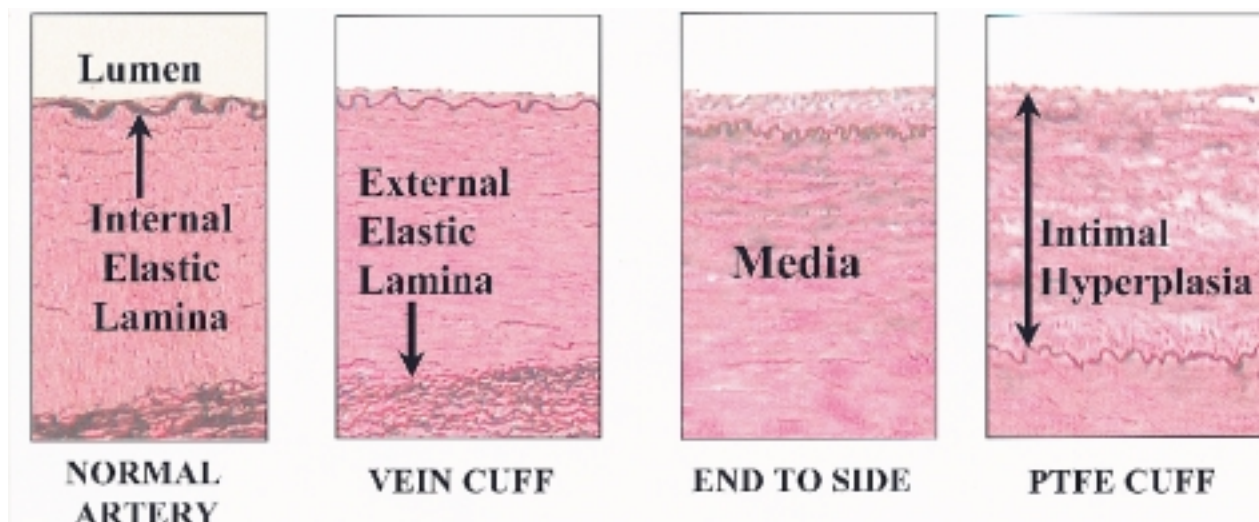 Lumen
Internal
Elastic
Lamina
External
Elastic
Lamina
Media
Intimal
Hyperplasia
NORMAL
ARTERY
VEIN CUFF
END TO SIDE
PTFE CUFF